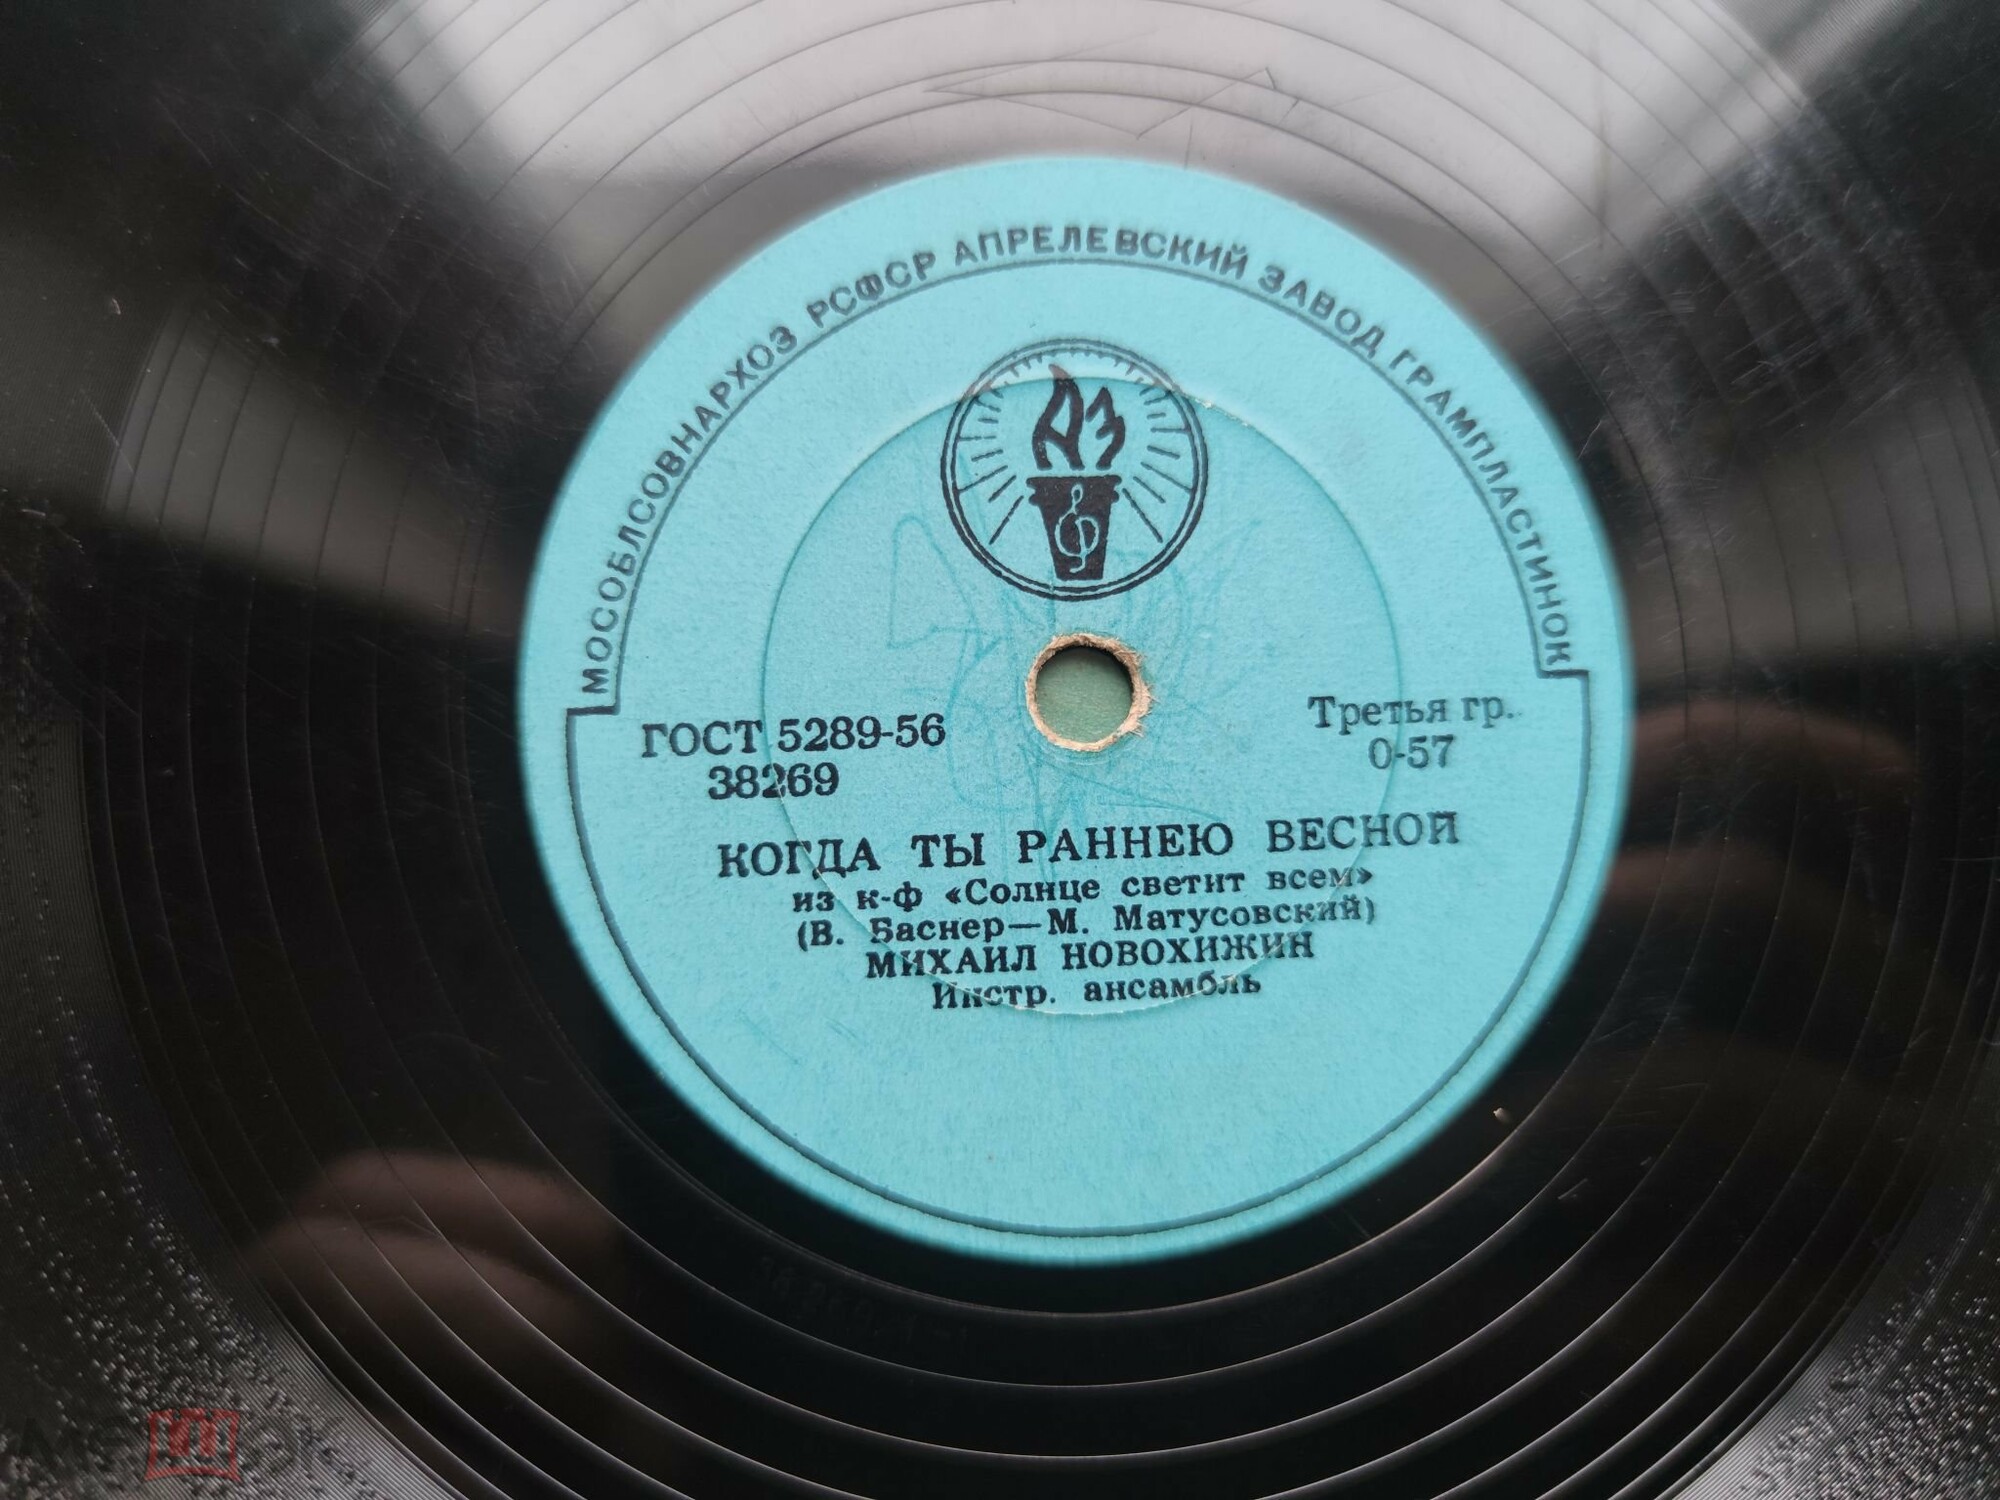 МОСОБЛСОВНАРХОЗ РСФСР АПРЕЛЕВСКИЙ ЗАВОД ГРАМПЛАСТИНОК
АЗ
ГОСТ 5289-56
38269
Третья гр.
0-57
КОГДА ТЫ РАННЕЮ ВЕСНОЙ
из к-ф «Солнце светит всем»
(В. Баснер—М. Матусовский)
МИХАИЛ НОВОХИЖИН
Инстр. ансамбль